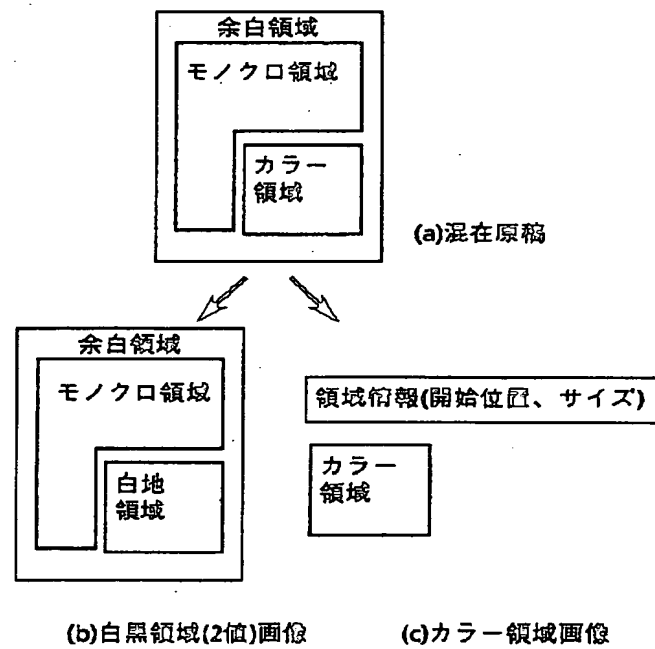 余白領域
モノクロ領域
カラー
領域
(a)混在原稿
余白領域
モノクロ領域
白地
領域
領域情報(開始位置、サイズ)
カラー
領域
(b)白黒領域(2値)画像
(c)カラー領域画像